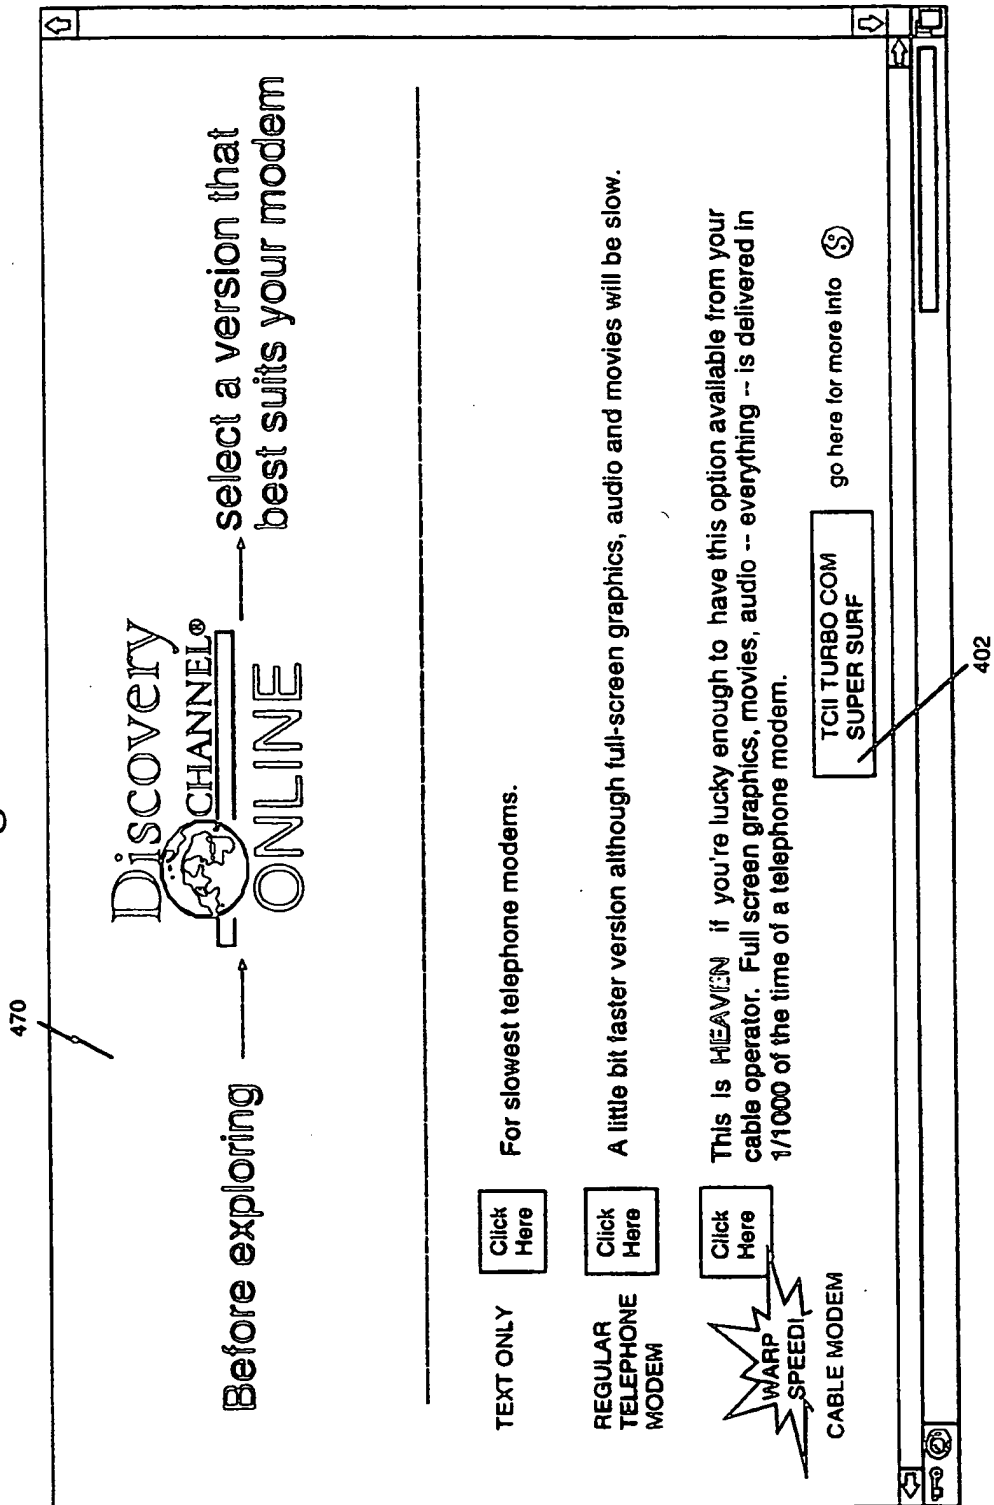 470
Before exploring
Discovery
CHANNEL®
ONLINE
select a version that
best suits your modem
TEXT ONLY
Click
Here
For slowest telephone modems.
REGULAR
TELEPHONE
MODEM
Click
Here
A little bit faster version although full-screen graphics, audio and movies will be slow.
WARP
SPEED!
CABLE MODEM
Click
Here
This is HEAVEN if you're lucky enough to have this option available from your
cable operator. Full screen graphics, movies, audio -- everything -- is delivered in
1/1000 of the time of a telephone modem.
TCII TURBO COM
SUPER SURF
go here for more info
402